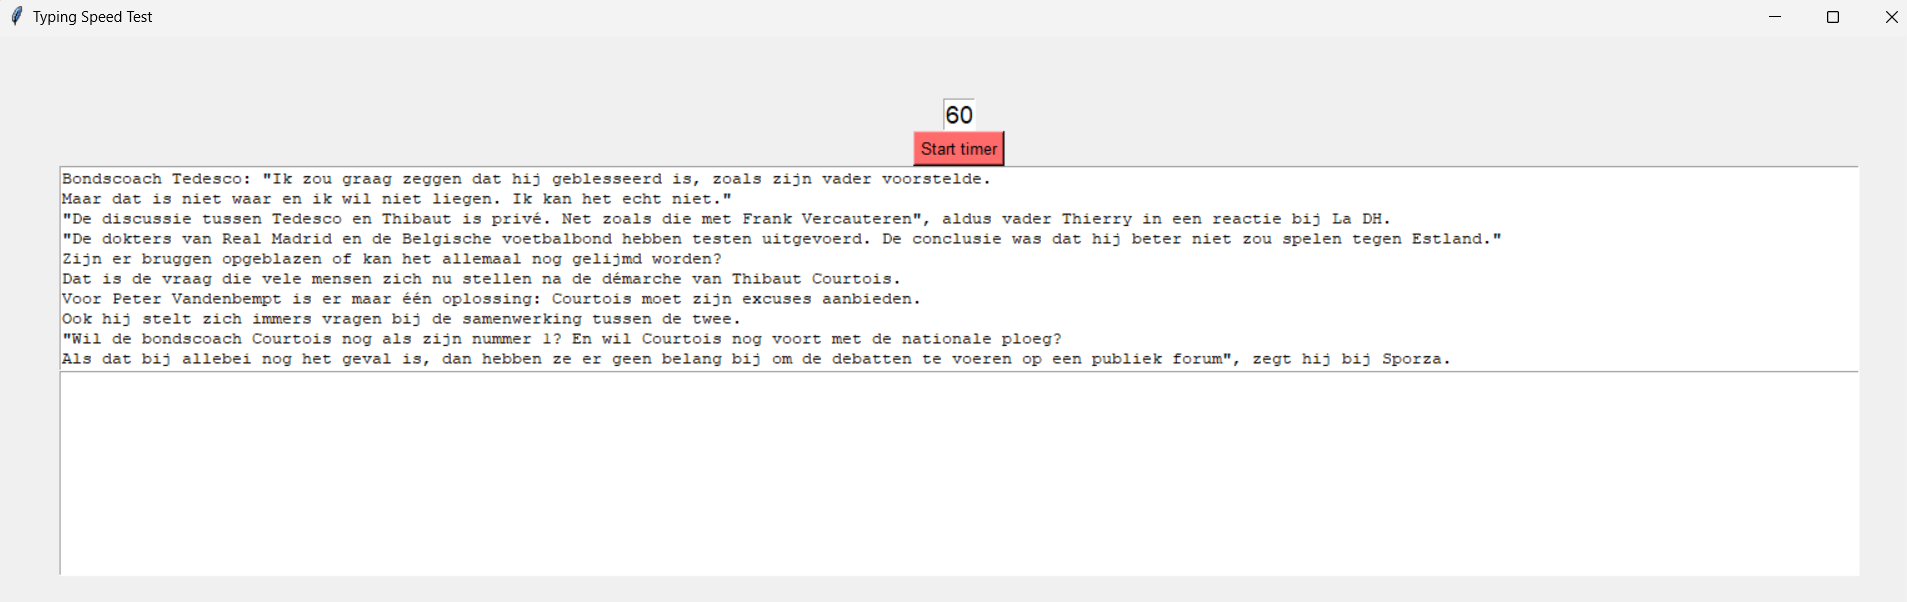 Typing Speed Test
60
Start timer
Bondscoach Tedesco: "Ik zou graag zeggen dat hij geblesseerd is, zoals zijn vader voorstelde.
Maar dat is niet waar en ik wil niet liegen. Ik kan het echt niet."
"De discussie tussen Tedesco en Thibaut is privé. Net zoals die met Frank Vercauteren", aldus vader Thierry in een reactie bij La DH.
"De dokters van Real Madrid en de Belgische voetbalbond hebben testen uitgevoerd. De conclusie was dat hij beter niet zou spelen tegen Estland."
Zijn er bruggen opgeblazen of kan het allemaal nog gelijmd worden?
Dat is de vraag die vele mensen zich nu stellen na de démarche van Thibaut Courtois.
Voor Peter Vandenbempt is er maar één oplossing: Courtois moet zijn excuses aanbieden.
Ook hij stelt zich immers vragen bij de samenwerking tussen de twee.
"Wil de bondscoach Courtois nog als zijn nummer 1? En wil Courtois nog voort met de nationale ploeg?
Als dat bij allebei nog het geval is, dan hebben ze er geen belang bij om de debatten te voeren op een publiek forum", zegt hij bij Sporza.